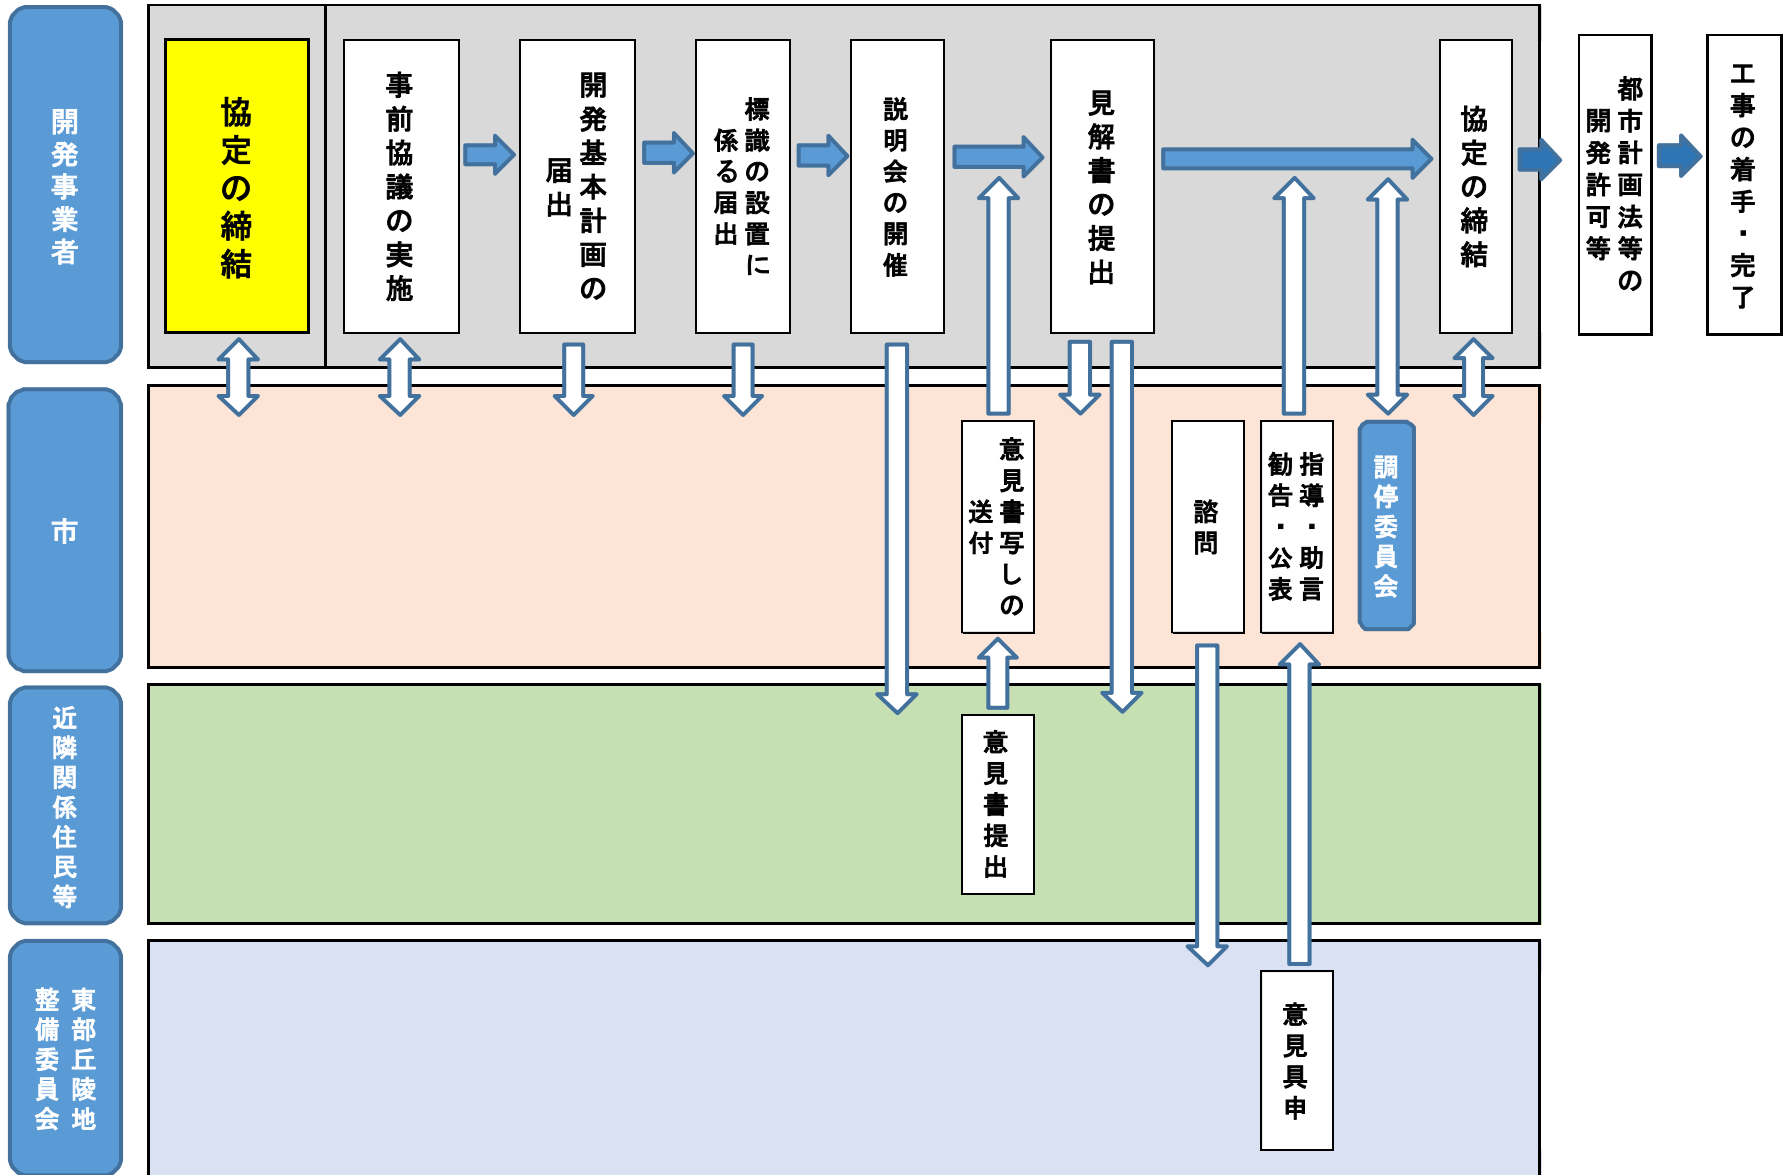 開発事業者
協定の締結
事前協議の実施
開発基本計画の
届出
標識の設置に
係る届出
説明会の開催
見解書の提出
協定の締結
都市計画法等の
開発許可等
工事の着手・完了
市
意見書写しの
送付
諮問
指導・助言
勧告・公表
調停委員会
近隣関係住民等
意見書提出
東部丘陵地
整備委員会
意見具申